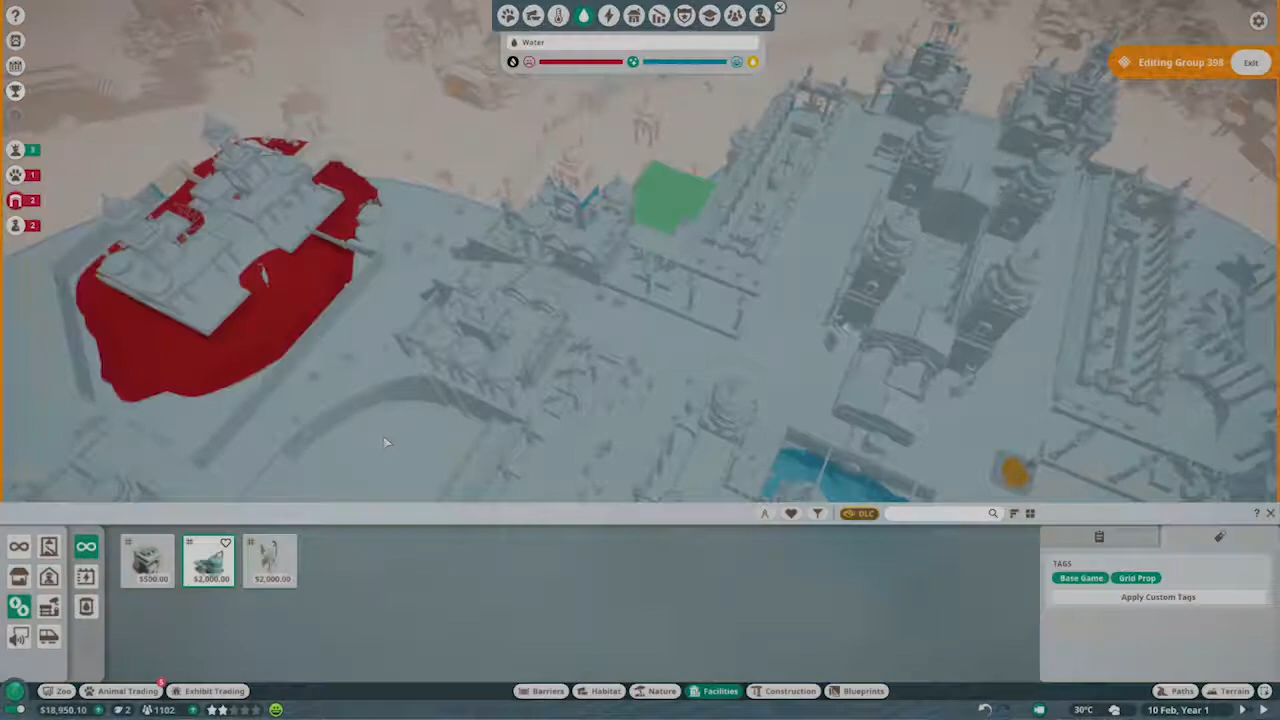 Water
Editing Group 398
Exit
3
1
2
2
DLC
?
$500.00
$2,000.00
$2,000.00
TAGS
Base Game
Grid Prop
Apply Custom Tags
Zoo
Animal Trading
Exhibit Trading
Barriers
Habitat
Nature
Facilities
Construction
Blueprints
Paths
Terrain
$18,950.10
2
1102
30°C
10 Feb, Year 1